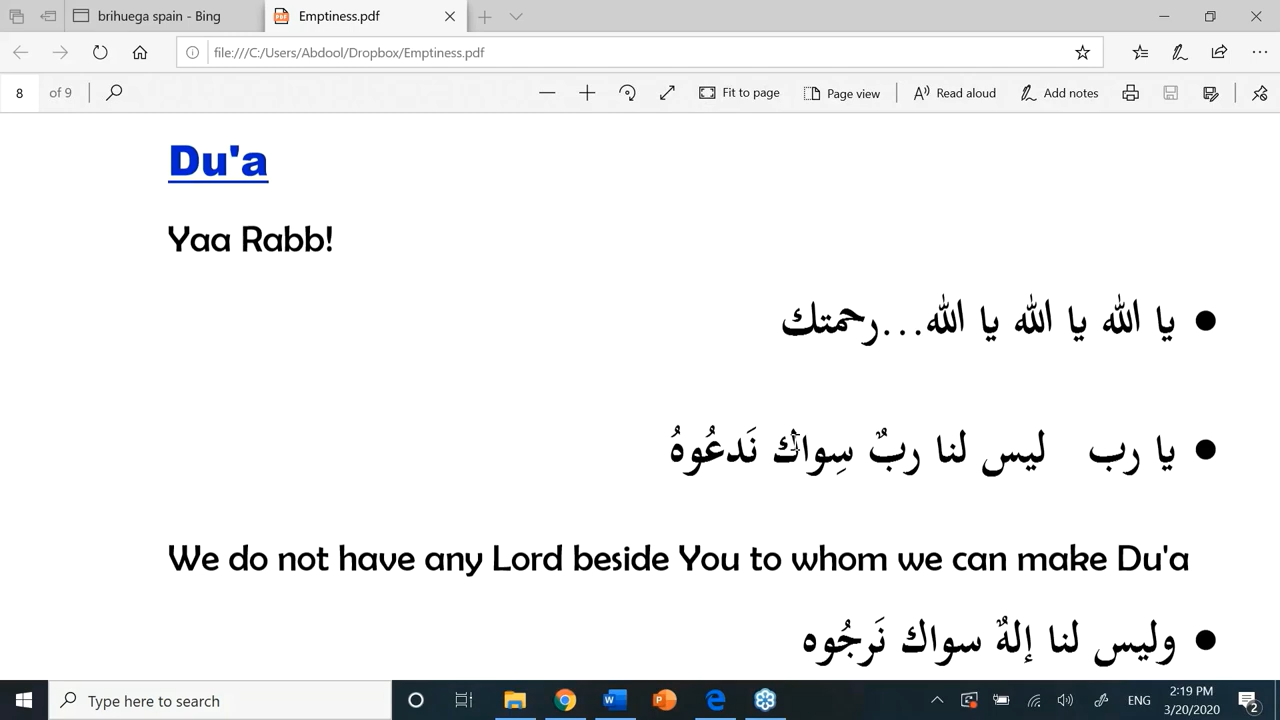 brihuega spain - Bing
Emptiness.pdf
file:///C:/Users/Abdool/Dropbox/Emptiness.pdf
8 of 9
Fit to page
Page view
Read aloud
Add notes
Du'a
Yaa Rabb!
● يا الله يا الله يا الله...رحمتك
● يا رب ليس لنا ربٌ سِواكَ نَدعُوهُ
We do not have any Lord beside You to whom we can make Du'a
● وليس لنا إلهٌ سواك نَرجُوه
Type here to search
ENG
2:19 PM
3/20/2020
2